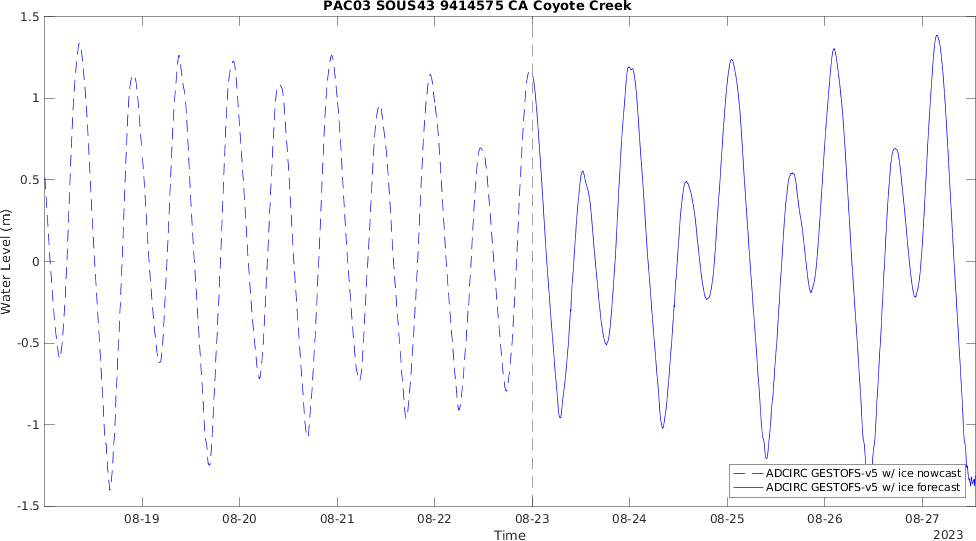 PAC03 SOUS43 9414575 CA Coyote Creek
1.5
1
0.5
0
-0.5
-1
-1.5
Water Level (m)
ADCIRC GESTOFS-v5 w/ ice nowcast
ADCIRC GESTOFS-v5 w/ ice forecast
08-19 08-20 08-21 08-22 08-23 08-24 08-25 08-26 08-27
Time
2023